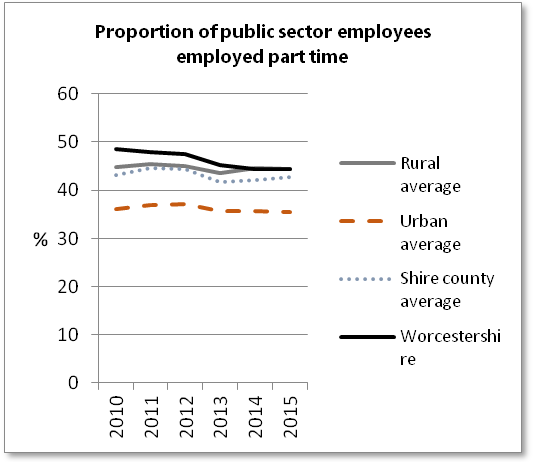 Proportion of public sector employees
employed part time
60
50
40
30
20
10
0
%
2010
2011
2012
2013
2014
2015
Rural
average
Urban
average
Shire county
average
Worcestershi
re